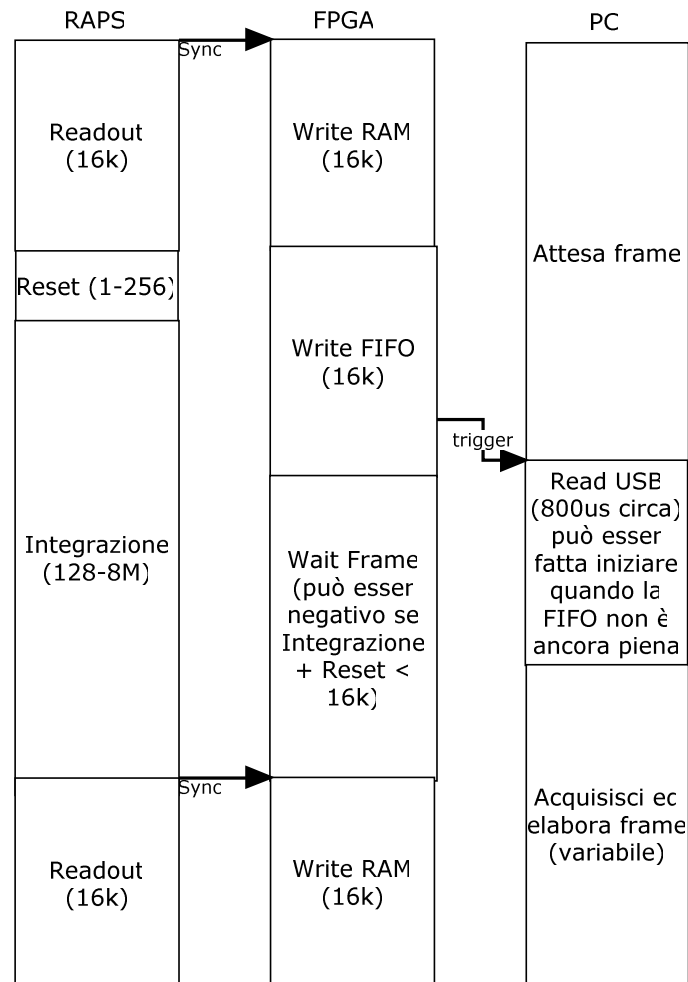 RAPS
FPGA
PC
Sync
Readout
(16k)
Write RAM
(16k)
Attesa frame
Reset (1-256)
Write FIFO
(16k)
trigger
Read USB
(800us circa)
può esser
fatta iniziare
quando la
FIFO non è
ancora piena
Integrazione
(128-8M)
Wait Frame
(può esser
negativo se
Integrazione
+ Reset <
16k)
Sync
Acquisisci ed
elabora frame
(variabile)
Readout
(16k)
Write RAM
(16k)